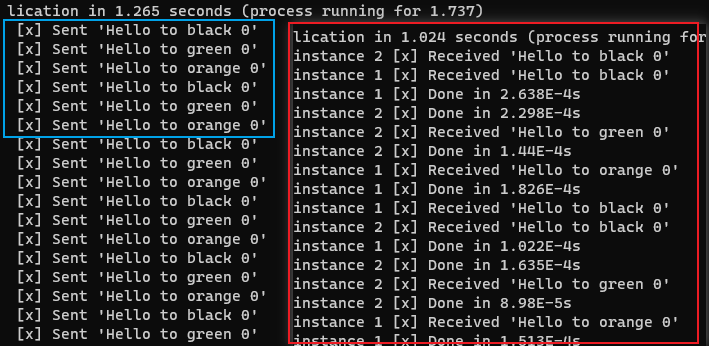 lication in 1.265 seconds (process running for 1.737)
[x] Sent 'Hello to black 0'
[x] Sent 'Hello to green 0'
[x] Sent 'Hello to orange 0'
[x] Sent 'Hello to black 0'
[x] Sent 'Hello to green 0'
[x] Sent 'Hello to orange 0'
[x] Sent 'Hello to black 0'
[x] Sent 'Hello to green 0'
[x] Sent 'Hello to orange 0'
[x] Sent 'Hello to black 0'
[x] Sent 'Hello to green 0'
[x] Sent 'Hello to orange 0'
[x] Sent 'Hello to black 0'
[x] Sent 'Hello to green 0'
[x] Sent 'Hello to orange 0'
[x] Sent 'Hello to black 0'
[x] Sent 'Hello to green 0'
lication in 1.024 seconds (process running for
instance 2 [x] Received 'Hello to black 0'
instance 1 [x] Received 'Hello to black 0'
instance 1 [x] Done in 2.638E-4s
instance 2 [x] Done in 2.298E-4s
instance 2 [x] Received 'Hello to green 0'
instance 2 [x] Done in 1.44E-4s
instance 1 [x] Received 'Hello to orange 0'
instance 1 [x] Done in 1.826E-4s
instance 1 [x] Received 'Hello to black 0'
instance 2 [x] Received 'Hello to black 0'
instance 1 [x] Done in 1.022E-4s
instance 2 [x] Done in 1.635E-4s
instance 2 [x] Received 'Hello to green 0'
instance 2 [x] Done in 8.98E-5s
instance 1 [x] Received 'Hello to orange 0'
instance 1 [x] Done in 1.513E-4s